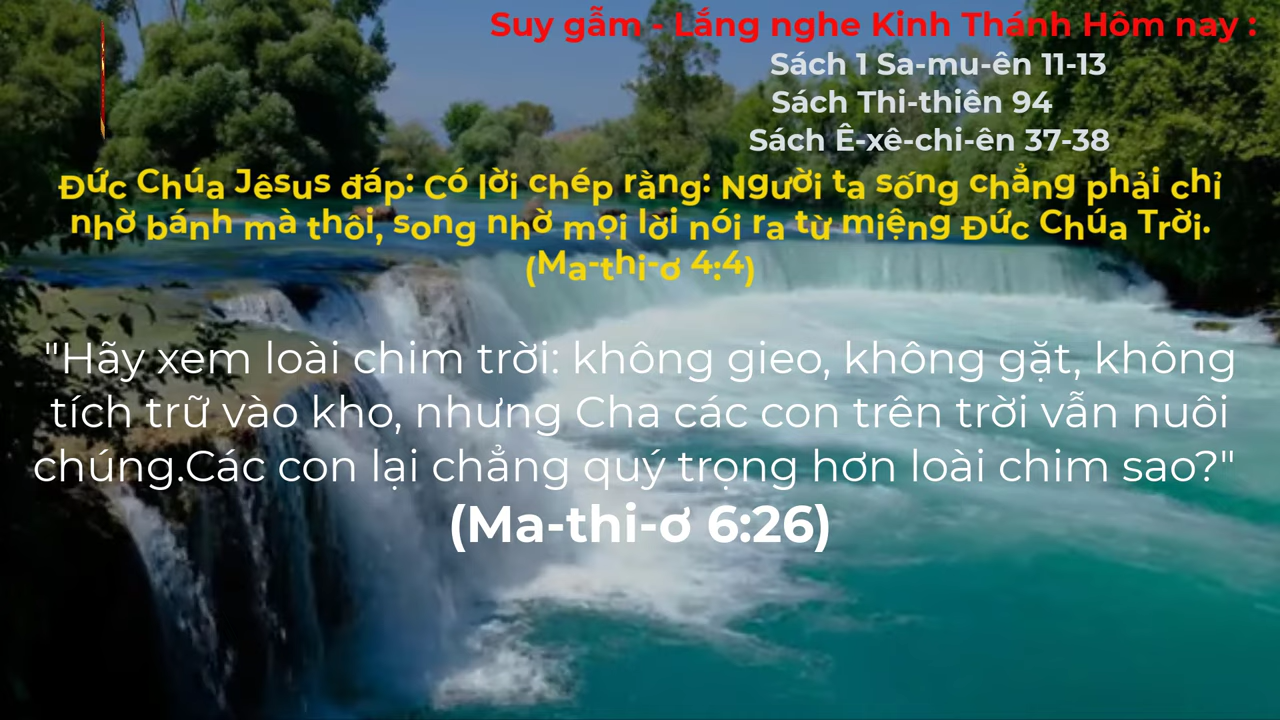 Suy gẫm - Lắng nghe Kinh Thánh Hôm nay :
Sách 1 Sa-mu-ên 11-13
Sách Thi-thiên 94
Sách Ê-xê-chi-ên 37-38
Đức Chúa Jêsus đáp: Có lời chép rằng: Người ta sống chẳng phải chỉ
nhờ bánh mà thôi, song nhờ mọi lời nói ra từ miệng Đức Chúa Trời.
(Ma-thi-ơ 4:4)
"Hãy xem loài chim trời: không gieo, không gặt, không
tích trữ vào kho, nhưng Cha các con trên trời vẫn nuôi
chúng.Các con lại chẳng quý trọng hơn loài chim sao?"
(Ma-thi-ơ 6:26)